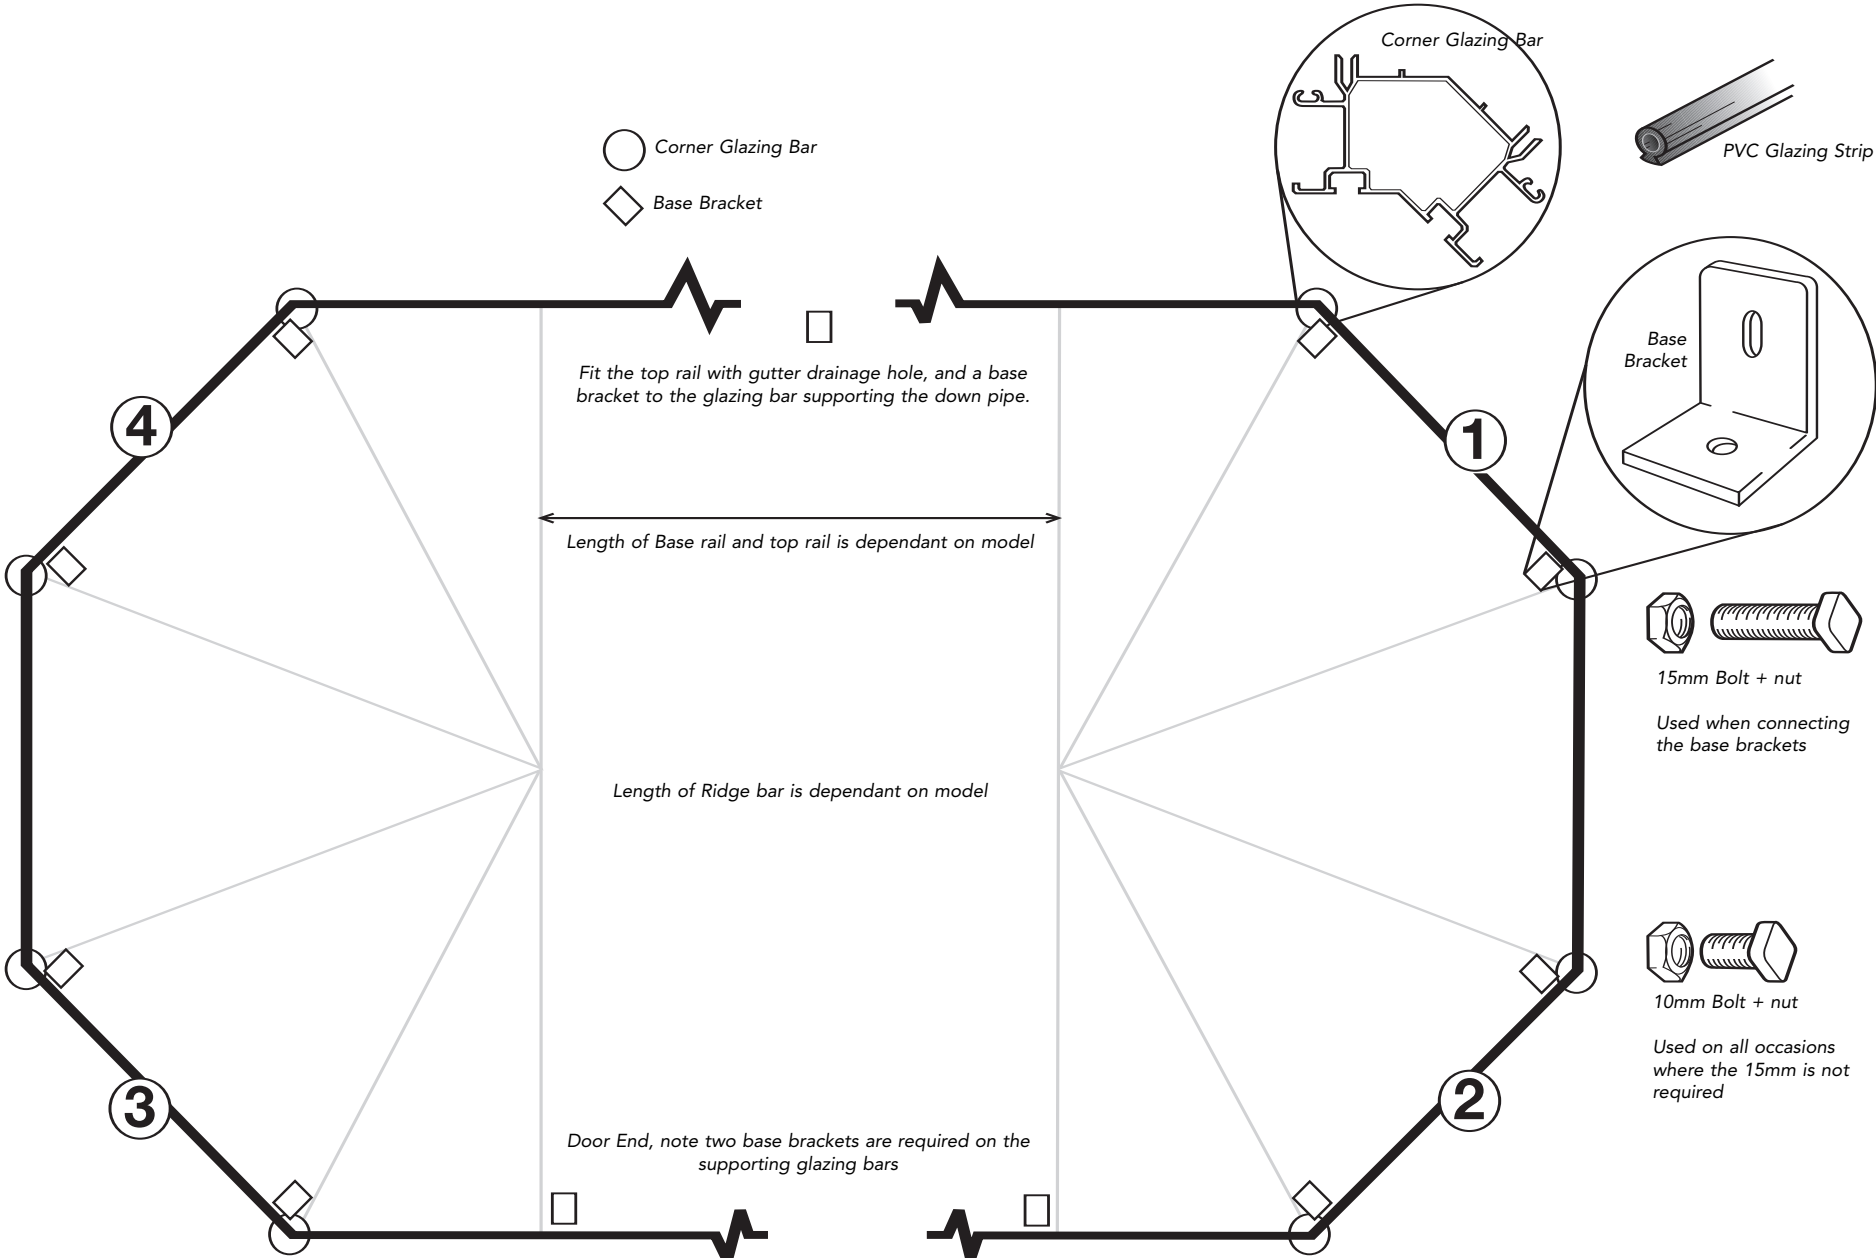 Corner Glazing Bar
PVC Glazing Strip
Corner Glazing Bar
Base Bracket
Fit the top rail with gutter drainage hole, and a base
bracket to the glazing bar supporting the down pipe.
Base
Bracket
4
1
Length of Base rail and top rail is dependant on model
15mm Bolt + nut
Used when connecting
the base brackets
Length of Ridge bar is dependant on model
10mm Bolt + nut
Used on all occasions
where the 15mm is not
required
3
2
Door End, note two base brackets are required on the
supporting glazing bars